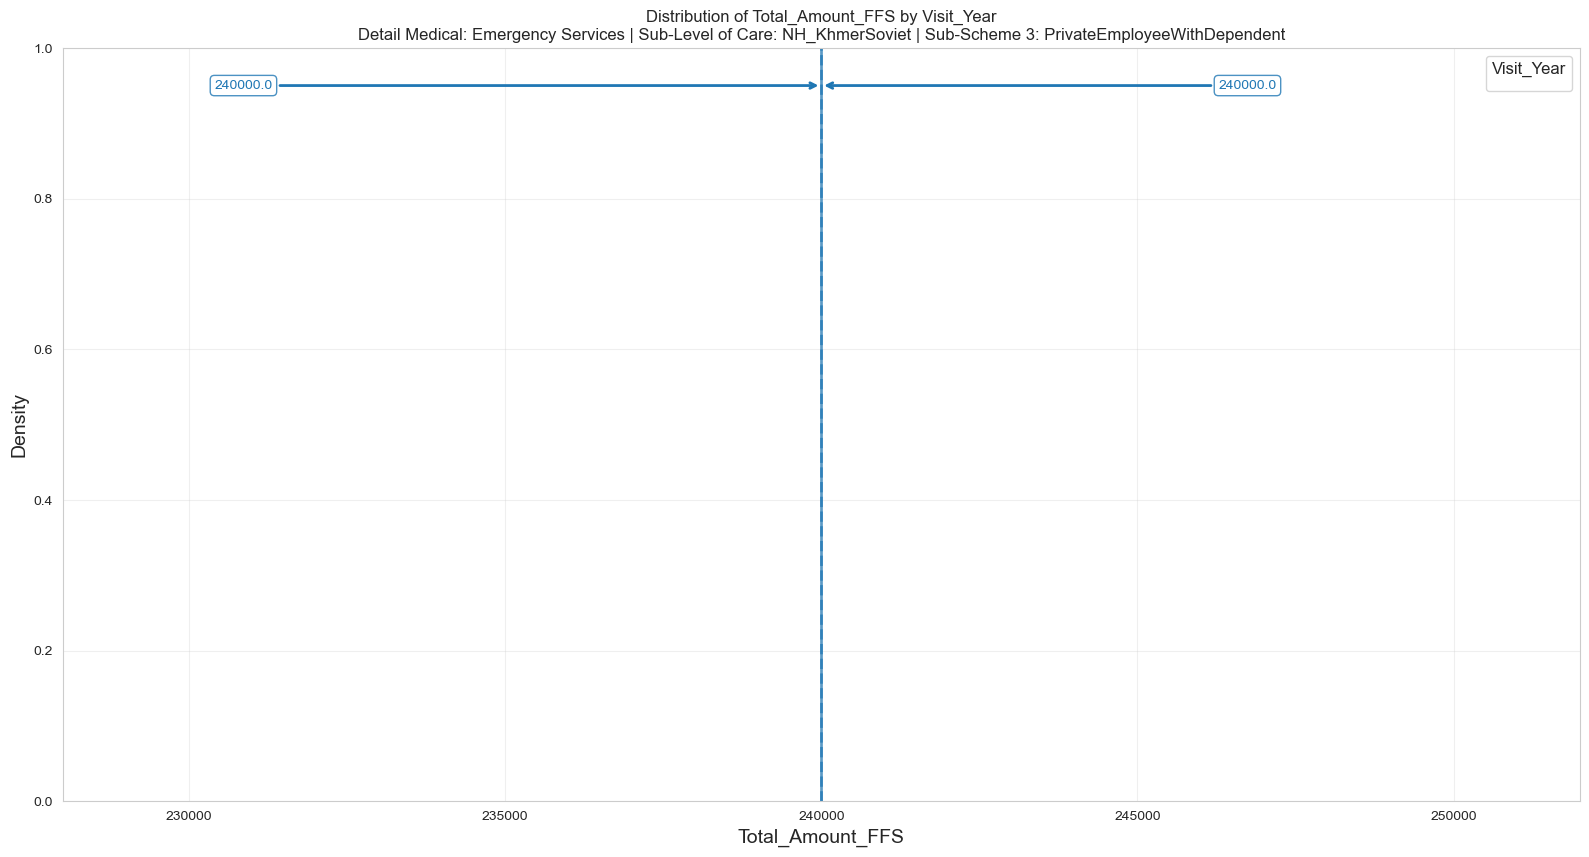 Distribution of Total_Amount_FFS by Visit_Year
Detail Medical: Emergency Services | Sub-Level of Care: NH_KhmerSoviet | Sub-Scheme 3: PrivateEmployeeWithDependent
1.0
240000.0
240000.0
Visit_Year
0.8
0.6
Density
0.4
0.2
0.0
230000
235000
240000
245000
250000
Total_Amount_FFS